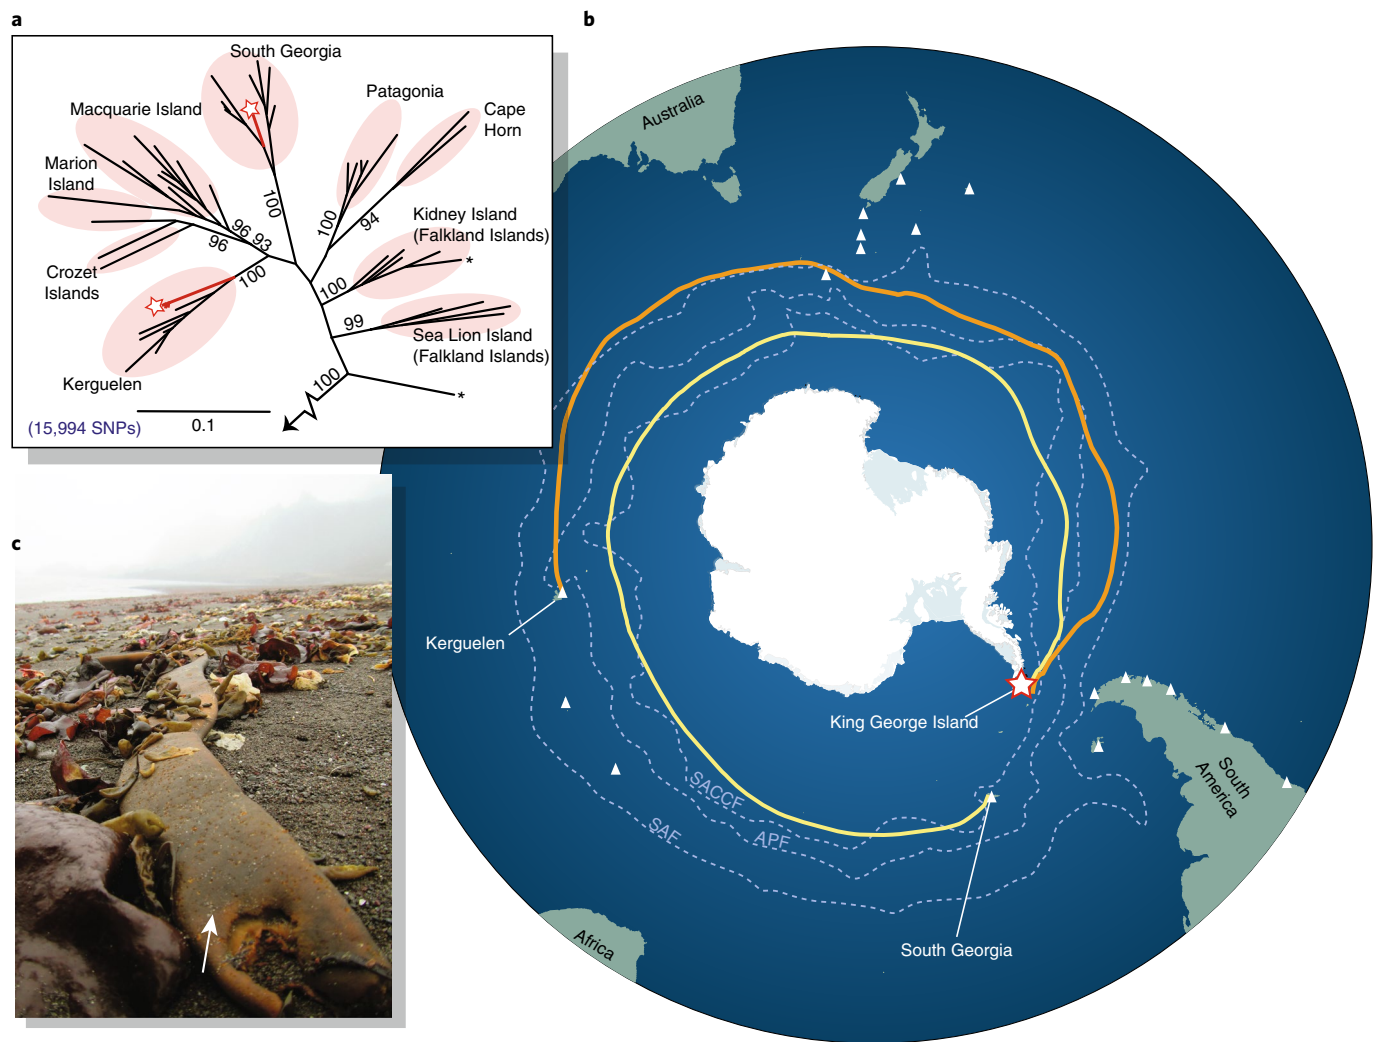 a
South Georgia
Macquarie Island
Patagonia
Cape
Horn
Marion
Island
Kidney Island
(Falkland Islands)
*
Crozet
Islands
Sea Lion Island
(Falkland Islands)
Kerguelen
*
100
100
94
96
93
96
100
100
99
100
(15,994 SNPs)
0.1
b
Australia
Kerguelen
King George Island
SACCF
SAF
APF
South
America
South Georgia
Africa
c